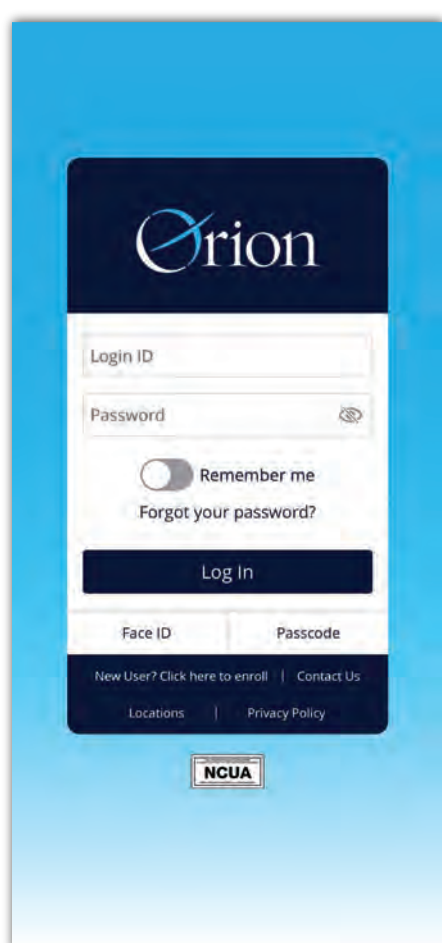 Orion
Login ID
Password
Remember me
Forgot your password?
Log In
Face ID | Passcode
New User? Click here to enroll | Contact Us
Locations | Privacy Policy
NCUA